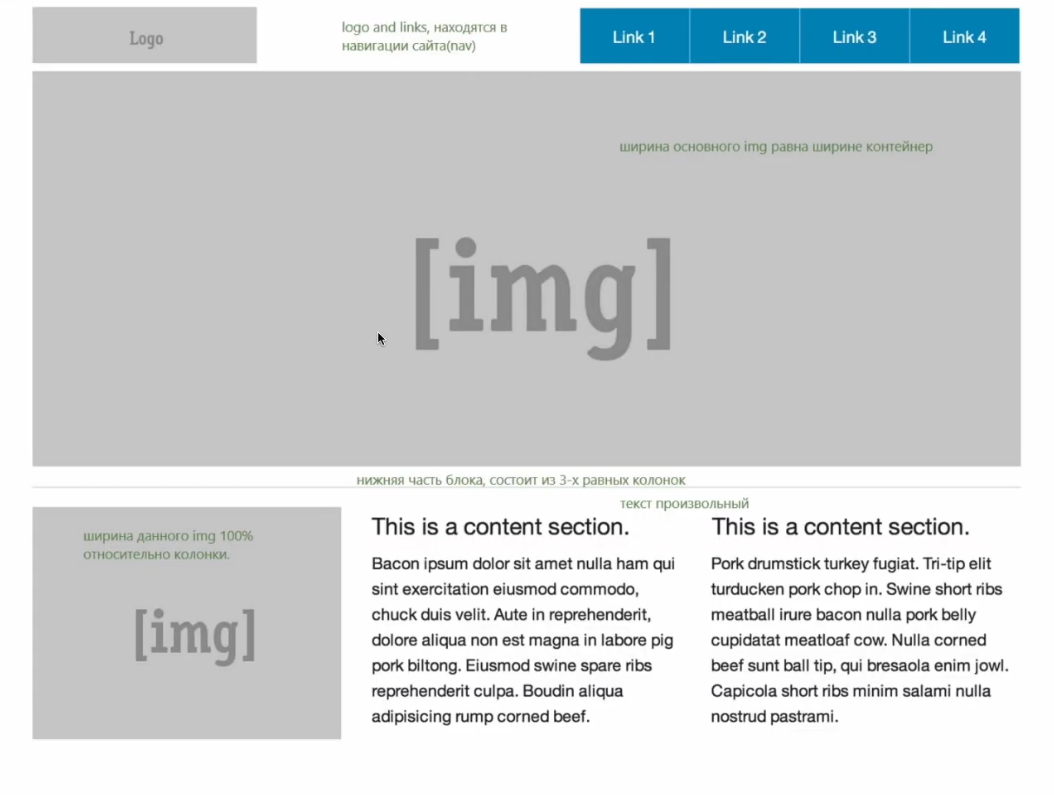 Logo
logo and links, находятся в
навигации сайта(nav)
Link 1
Link 2
Link 3
Link 4
ширина основного img равна ширине контейнер
[img]
нижняя часть блока, состоит из 3-х равных колонок
текст произвольный
ширина данного img 100%
относительно колонки.
[img]
This is a content section.
Bacon ipsum dolor sit amet nulla ham qui
sint exercitation eiusmod commodo,
chuck duis velit. Aute in reprehenderit,
dolore aliqua non est magna in labore pig
pork biltong. Eiusmod swine spare ribs
reprehenderit culpa. Boudin aliqua
adipisicing rump corned beef.
This is a content section.
Pork drumstick turkey fugiat. Tri-tip elit
turducken pork chop in. Swine short ribs
meatball irure bacon nulla pork belly
cupidatat meatloaf cow. Nulla corned
beef sunt ball tip, qui bresaola enim jowl.
Capicola short ribs minim salami nulla
nostrud pastrami.